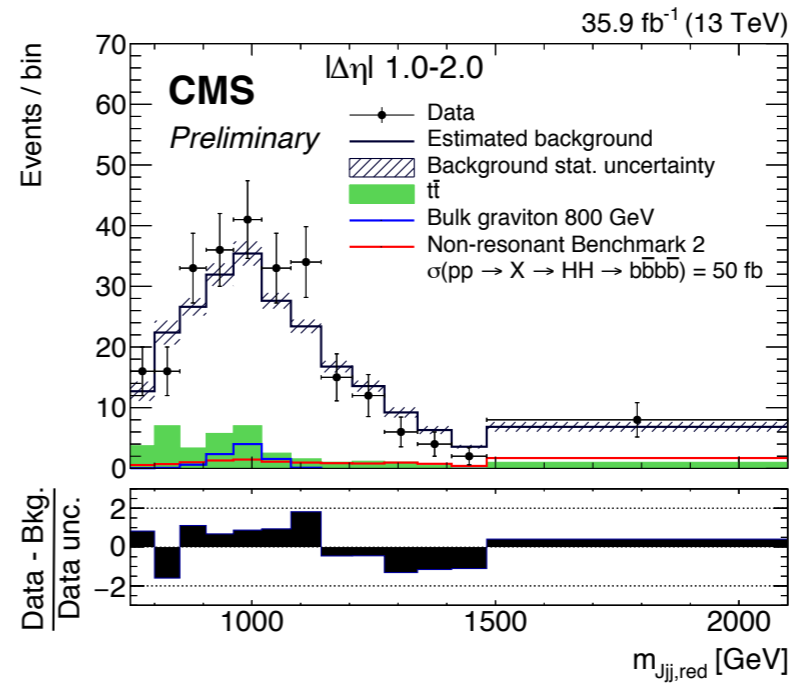 35.9 fb⁻¹ (13 TeV)
Events / bin
70
60
50
40
30
20
10
0
|Δη| 1.0-2.0
CMS
Preliminary
Data
Estimated background
Background stat. uncertainty
tt̄
Bulk graviton 800 GeV
Non-resonant Benchmark 2
σ(pp → X → HH → bb̄bb̄) = 50 fb
Data - Bkg.
Data unc.
2
0
−2
1000 1500 2000
m_Jjj,red [GeV]